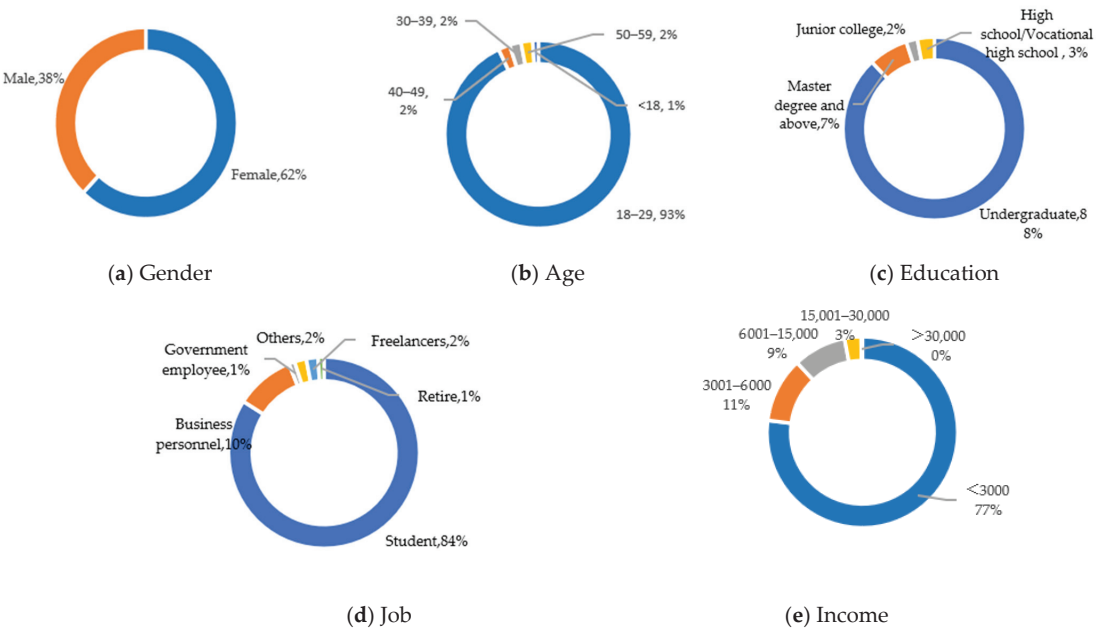 Male,38%
Female,62%
(a) Gender
30–39, 2%
50–59, 2%
40–49,
2%
<18, 1%
18–29, 93%
(b) Age
Junior college,2%
High
school/Vocational
high school , 3%
Master
degree and
above,7%
Undergraduate,8
8%
(c) Education
Others,2%
Freelancers,2%
Government
employee,1%
Retire,1%
Business
personnel,10%
Student,84%
(d) Job
15,001–30,000
3%
6001–15,000
9%
>30,000
0%
3001–6000
11%
<3000
77%
(e) Income